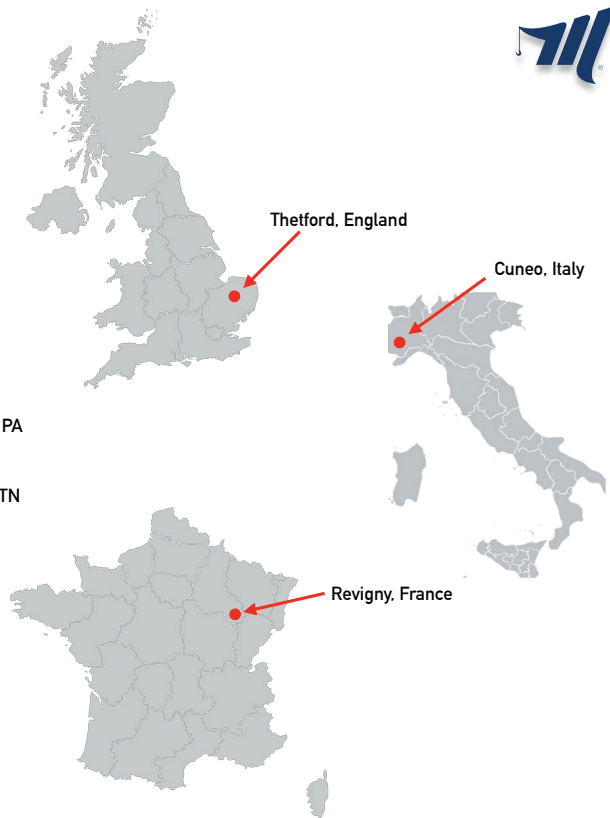 Thetford, England
Cuneo, Italy
PA
TN
Revigny, France